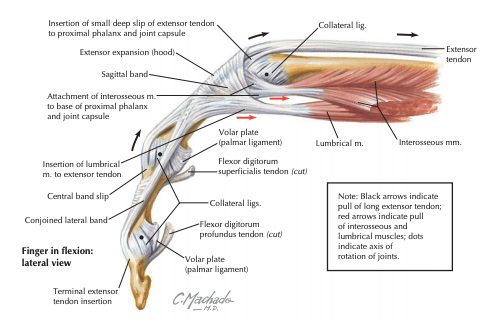 Insertion of small deep slip of extensor tendon
to proximal phalanx and joint capsule
Collateral lig.
Extensor expansion (hood)
Extensor
tendon
Sagittal band
Attachment of interosseous m.
to base of proximal phalanx
and joint capsule
Volar plate
(palmar ligament)
Lumbrical m.
Interosseous mm.
Insertion of lumbrical
m. to extensor tendon
Flexor digitorum
superficialis tendon (cut)
Central band slip
Collateral ligs.
Conjoined lateral band
Flexor digitorum
profundus tendon (cut)
Note: Black arrows indicate
pull of long extensor tendon;
red arrows indicate pull
of interosseous and
lumbrical muscles; dots
indicate axis of
rotation of joints.
Finger in flexion:
lateral view
Volar plate
(palmar ligament)
Terminal extensor
tendon insertion
C. Machado
M.D.